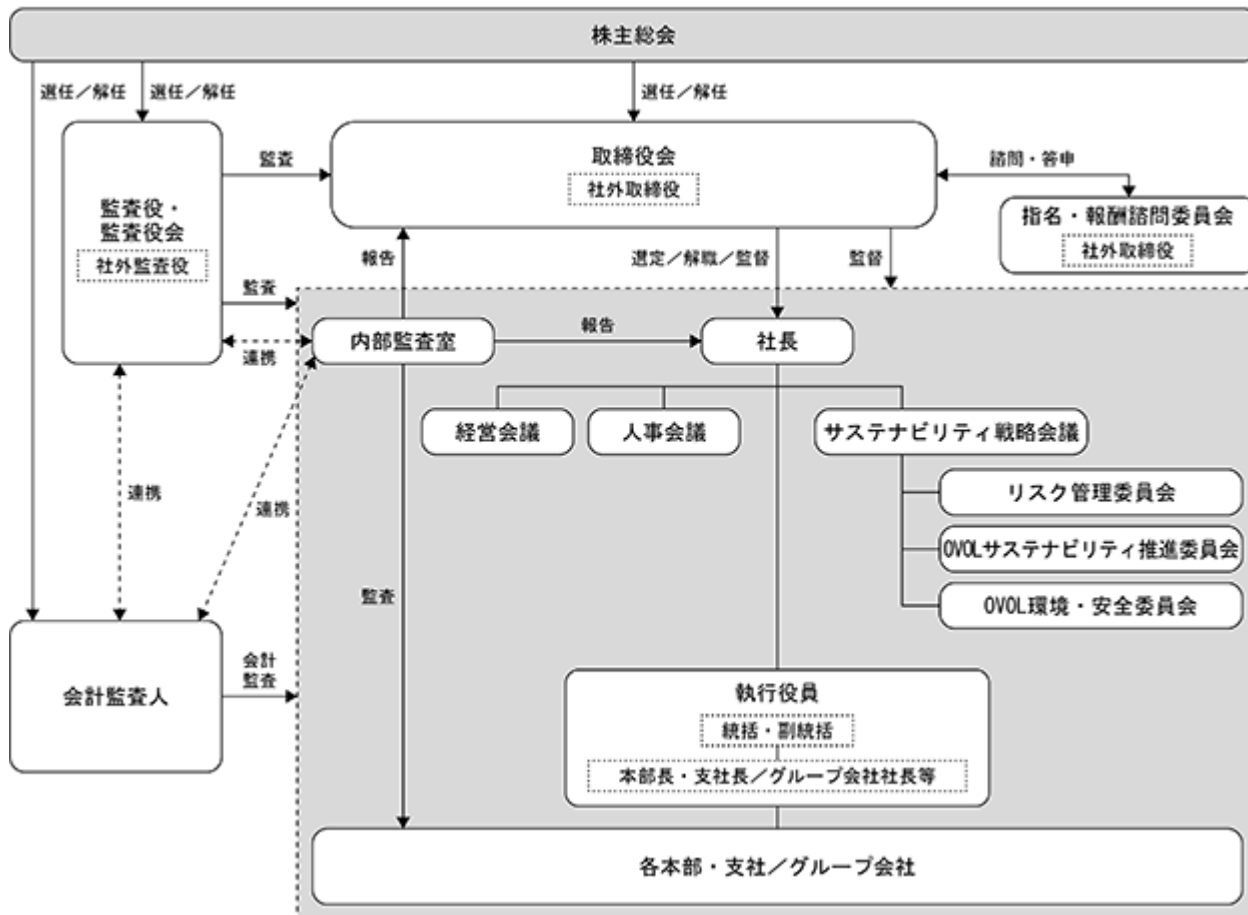 株主総会
選任／解任
選任／解任
選任／解任
監査
取締役会
社外取締役
諮問・答申
監査役・
監査役会
社外監査役
指名・報酬諮問委員会
社外取締役
報告
選定／解職／監督
監督
監査
内部監査室
報告
社長
連携
経営会議
人事会議
サステナビリティ戦略会議
リスク管理委員会
連携
連携
OVOLサステナビリティ推進委員会
監査
OVOL環境・安全委員会
会計監査人
会計
監査
執行役員
統括・副統括
本部長・支社長／グループ会社社長等
各本部・支社／グループ会社